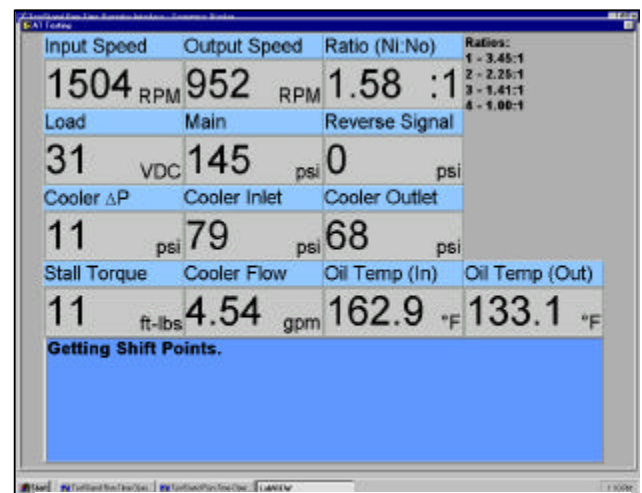 AT Testing
Input Speed Output Speed Ratio (Ni:No) Ratios:
1504 RPM 952 RPM 1.58 :1
1 - 3.45:1
2 - 2.25:1
3 - 1.41:1
4 - 1.00:1
Load Main Reverse Signal
31 VDC 145 psi 0 psi
Cooler ΔP Cooler Inlet Cooler Outlet
11 psi 79 psi 68 psi
Stall Torque Cooler Flow Oil Temp (In) Oil Temp (Out)
11 ft-lbs 4.54 gpm 162.9 °F 133.1 °F
Getting Shift Points.
Start LabVIEW